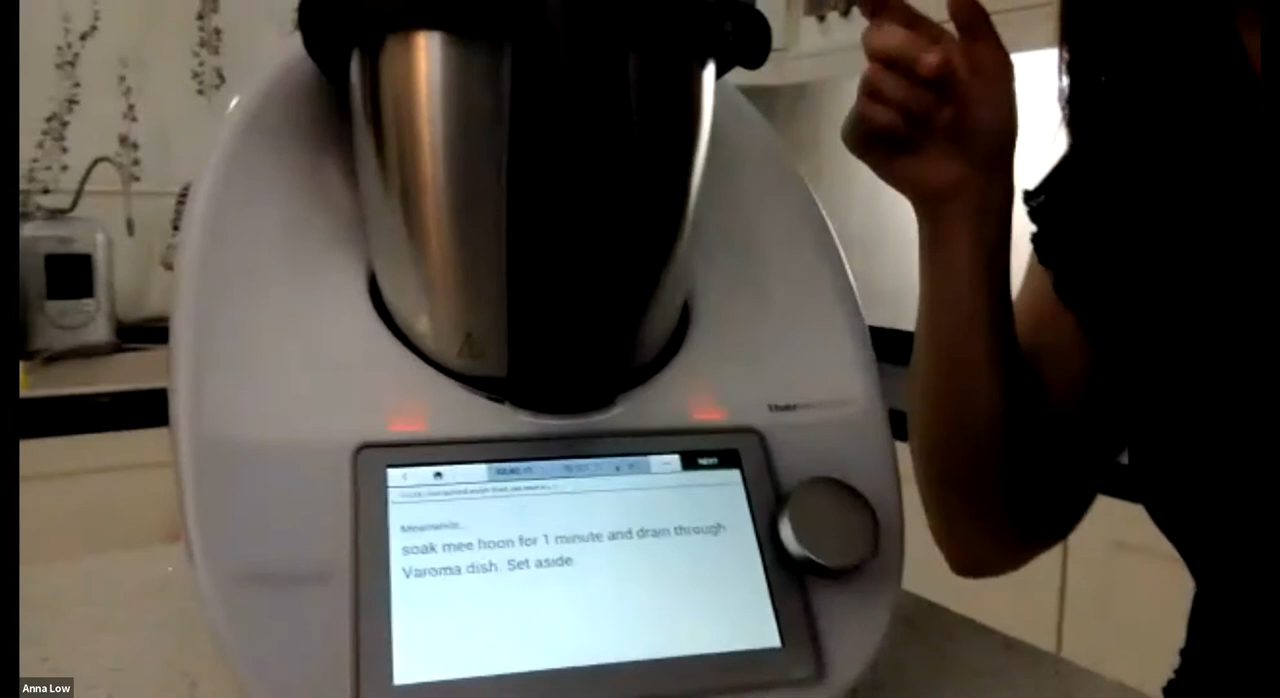 NEXT
Meanwhile...
soak mee hoon for 1 minute and drain through
Varoma dish. Set aside.
Anna Low